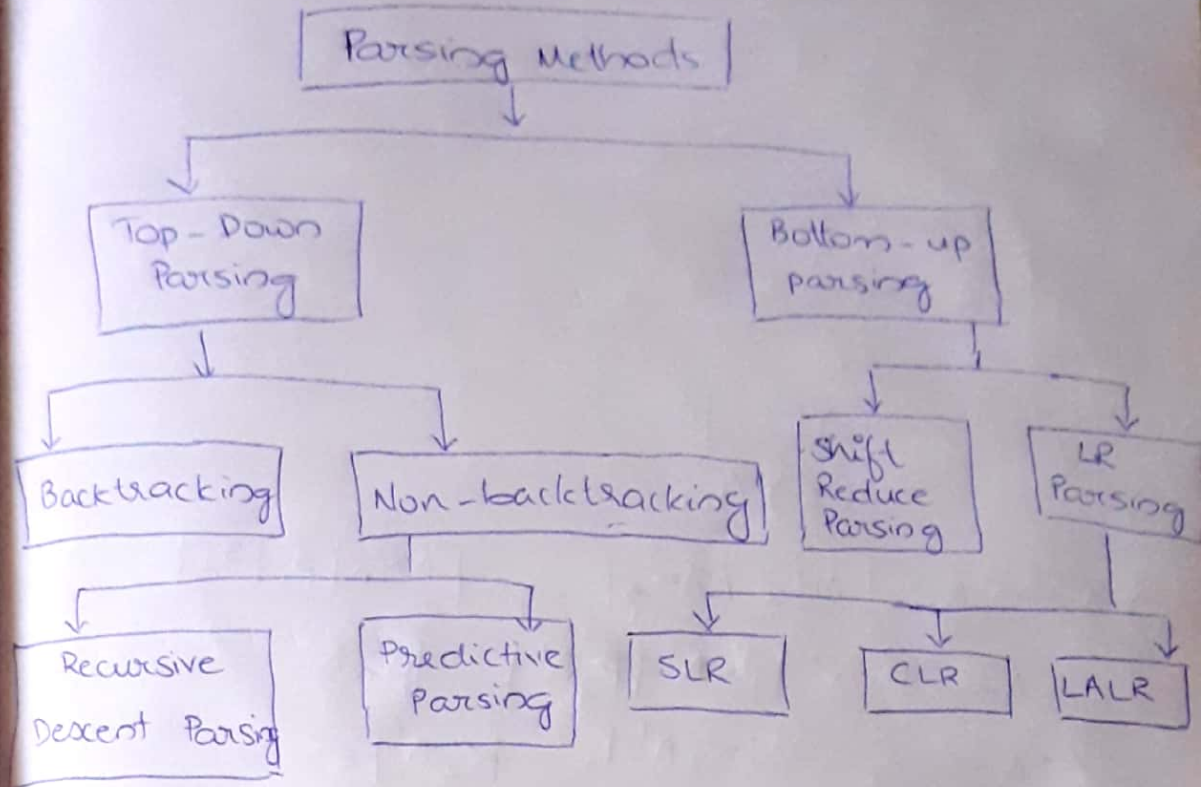 Parsing Methods
Top-Down
Parsing
Bottom-up
parsing
Backtracking
Non-backtracking
Shift
Reduce
Parsing
LR
Parsing
Recursive
Descent Parsing
Predictive
Parsing
SLR
CLR
LALR